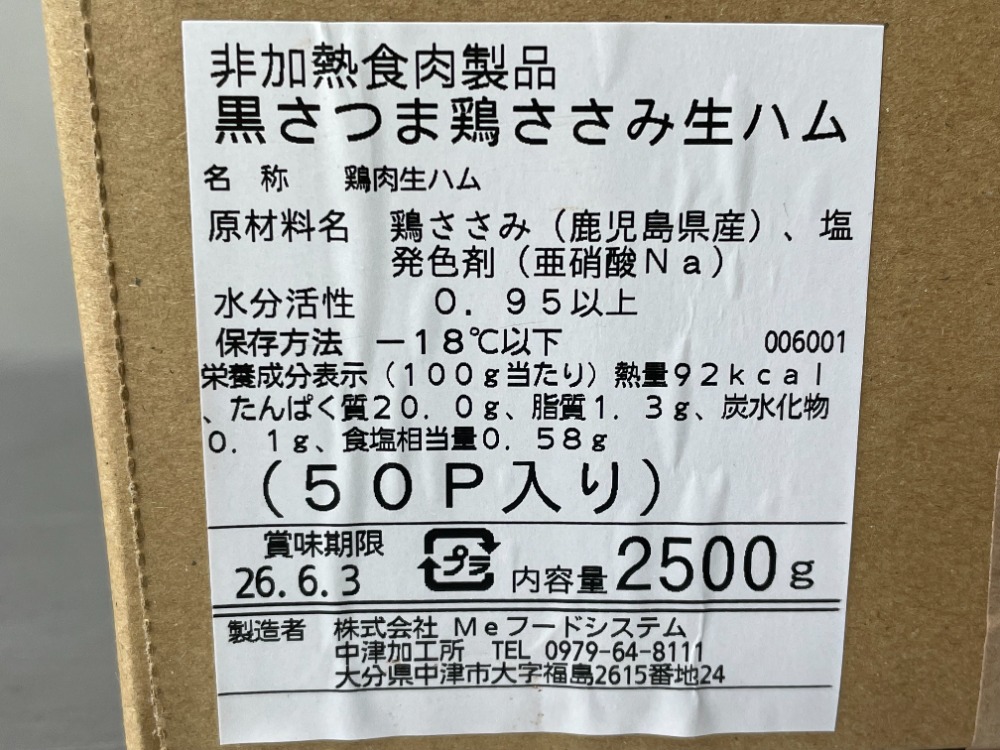 非加熱食肉製品
黒さつま鶏ささみ生ハム
名 称 鶏肉生ハム
原材料名 鶏ささみ(鹿児島県産)、塩
発色剤(亜硝酸Na)
水分活性 0.95以上
保存方法 -18℃以下 006001
栄養成分表示(100g当たり)熱量92kcal
、たんぱく質20.0g、脂質1.3g、炭水化物
0.1g、食塩相当量0.58g
(50P入り)
賞味期限
26.6.3 プラ 内容量2500g
製造者 株式会社 Meフードシステム
中津加工所 TEL 0979-64-8111
大分県中津市大字福島2615番地24